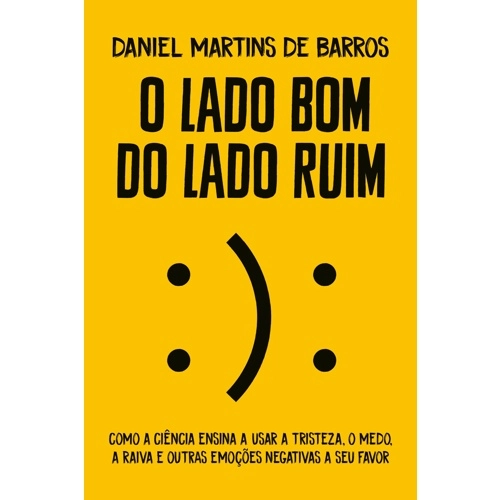 DANIEL MARTINS DE BARROS
O LADO BOM
DO LADO RUIM
:):
COMO A CIÊNCIA ENSINA A USAR A TRISTEZA, O MEDO,
A RAIVA E OUTRAS EMOÇÕES NEGATIVAS A SEU FAVOR